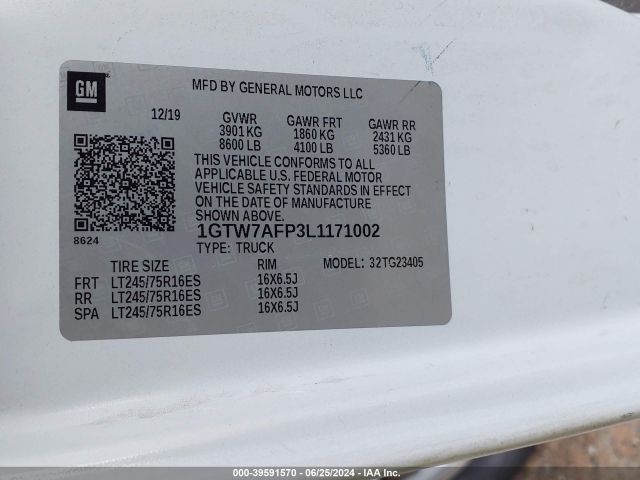 GM
MFD BY GENERAL MOTORS LLC
12/19 GVWR GAWR FRT GAWR RR
3901 KG 1860 KG 2431 KG
8600 LB 4100 LB 5360 LB
THIS VEHICLE CONFORMS TO ALL
APPLICABLE U.S. FEDERAL MOTOR
VEHICLE SAFETY STANDARDS IN EFFECT
ON THE DATE OF MANUFACTURE
SHOWN ABOVE.
8624
1GTW7AFP3L1171002
TYPE: TRUCK
TIRE SIZE RIM MODEL: 32TG23405
FRT LT245/75R16ES 16X6.5J
RR LT245/75R16ES 16X6.5J
SPA LT245/75R16ES 16X6.5J
000-39591570 - 06/25/2024 - IAA Inc.